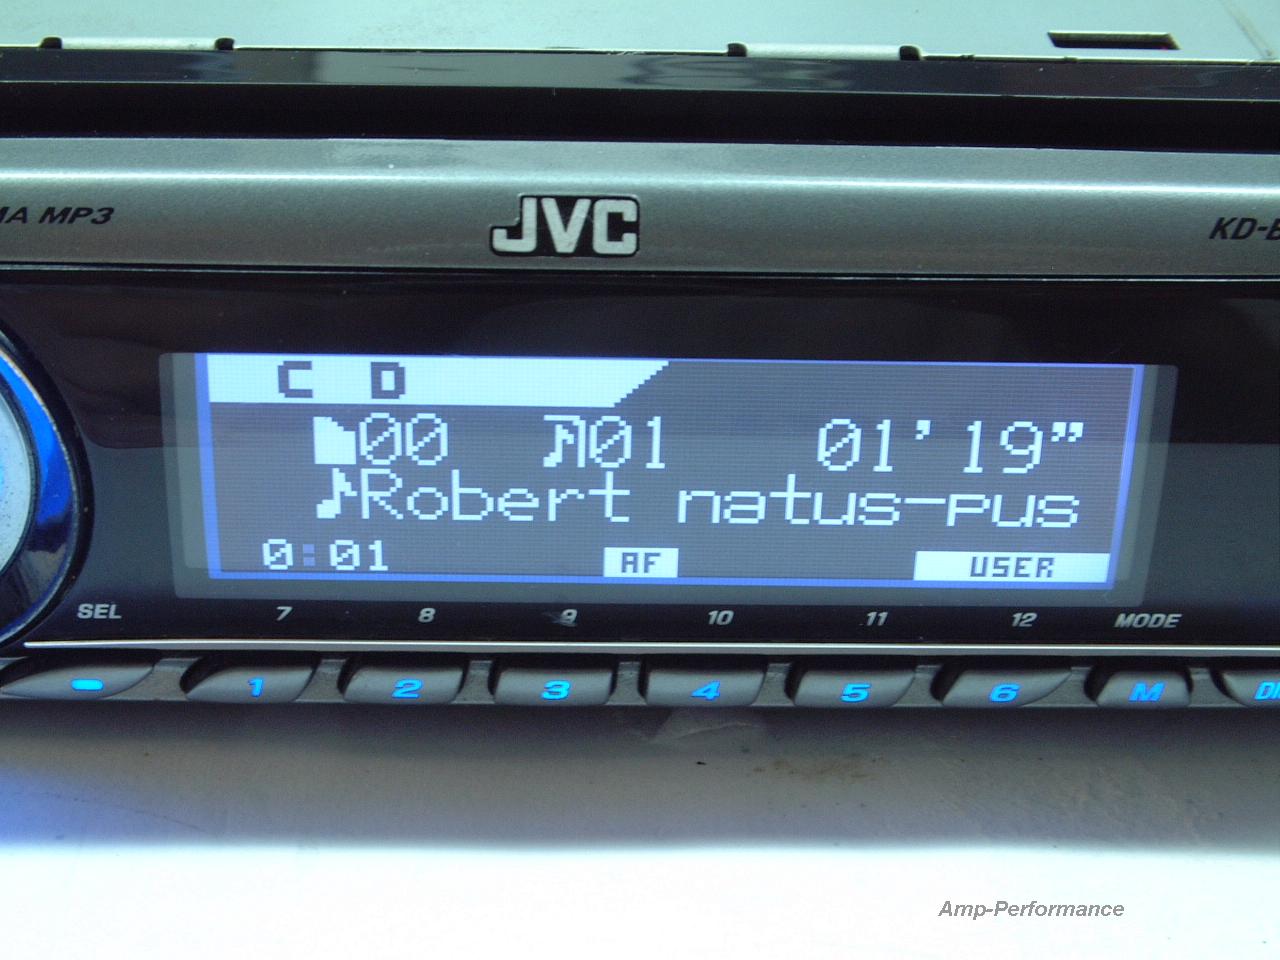 MP3
JVC
C D
00 01 01'19"
Robert natus-pus
0:01 AF USER
SEL 7 8 9 10 11 12 MODE
1 2 3 4 5 6 M
Amp-Performance